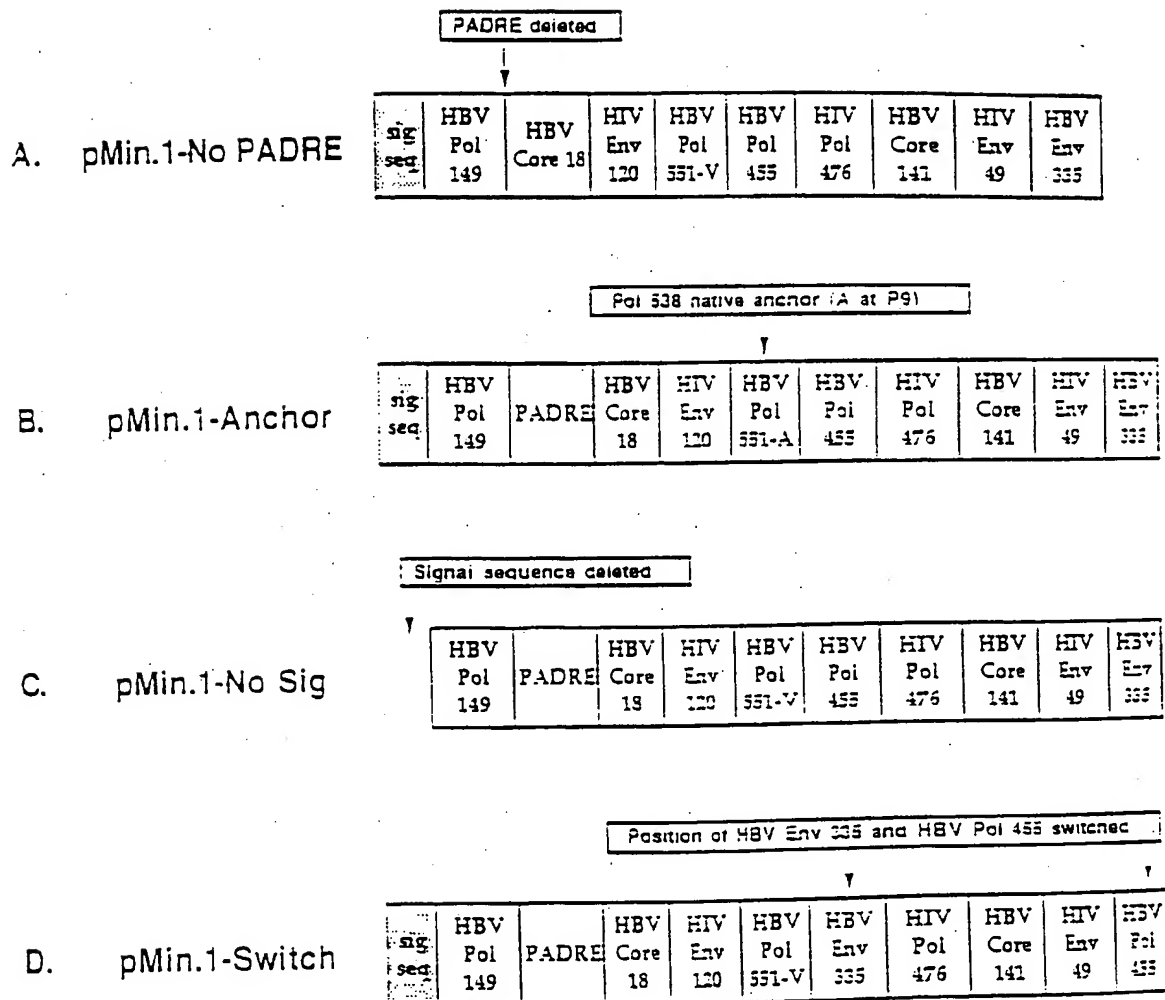 PADRE deleted
A. pMin.1-No PADRE
sig seq
HBV Pol 149
HBV Core 18
HIV Env 120
HBV Pol 551-V
HBV Pol 455
HIV Pol 476
HBV Core 141
HIV Env 49
HBV Env 335
Pol 538 native anchor (A at P9)
B. pMin.1-Anchor
sig seq
HBV Pol 149
PADRE
HBV Core 18
HIV Env 120
HBV Pol 551-A
HBV Pol 455
HIV Pol 476
HBV Core 141
HIV Env 49
HBV Env 335
Signal sequence deleted
C. pMin.1-No Sig
HBV Pol 149
PADRE
HBV Core 18
HIV Env 120
HBV Pol 551-V
HBV Pol 455
HIV Pol 476
HBV Core 141
HIV Env 49
HBV Env 335
Position of HBV Env 335 and HBV Pol 455 switched
D. pMin.1-Switch
sig seq
HBV Pol 149
PADRE
HBV Core 18
HIV Env 120
HBV Pol 551-V
HBV Env 335
HIV Pol 476
HBV Core 141
HIV Env 49
HBV Pol 455